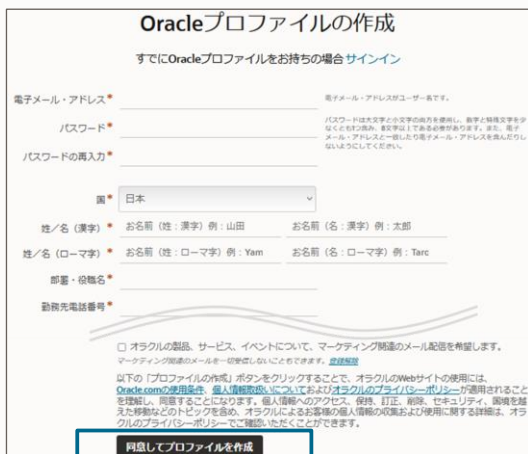 Oracleプロファイルの作成
すでにOracleプロファイルをお持ちの場合 サインイン
電子メール・アドレス*
電子メール・アドレスがユーザー名です。
パスワード*
パスワードは大文字と小文字の両方を使用し、数字と特殊文字を少
なくとも1つ含み、8文字以上である必要があります。また、電子
メール・アドレスと一致したり電子メール・アドレスを含んだりし
ないようにしてください。
パスワードの再入力*
国* 日本
姓/名（漢字）* お名前（姓：漢字）例：山田 お名前（名：漢字）例：太郎
姓/名（ローマ字）* お名前（姓：ローマ字）例：Yam お名前（名：ローマ字）例：Tarc
部署・役職名*
勤務先電話番号*
オラクルの製品、サービス、イベントについて、マーケティング関連のメール配信を希望します。
マーケティング関連のメールを一切受信しないこともできます。登録解除
以下の「プロファイルの作成」ボタンをクリックすることで、オラクルのWebサイトの使用には、
Oracle.comの使用条件、個人情報取扱いについておよびオラクルのプライバシーポリシーが適用されること
を理解し、同意することになります。個人情報へのアクセス、保持、訂正、削除、セキュリティ、国境を越
えた移動などのトピックを含め、オラクルによるお客様の個人情報の収集および使用に関する詳細は、オラ
クルのプライバシーポリシーでご確認いただくことができます。
同意してプロファイルを作成